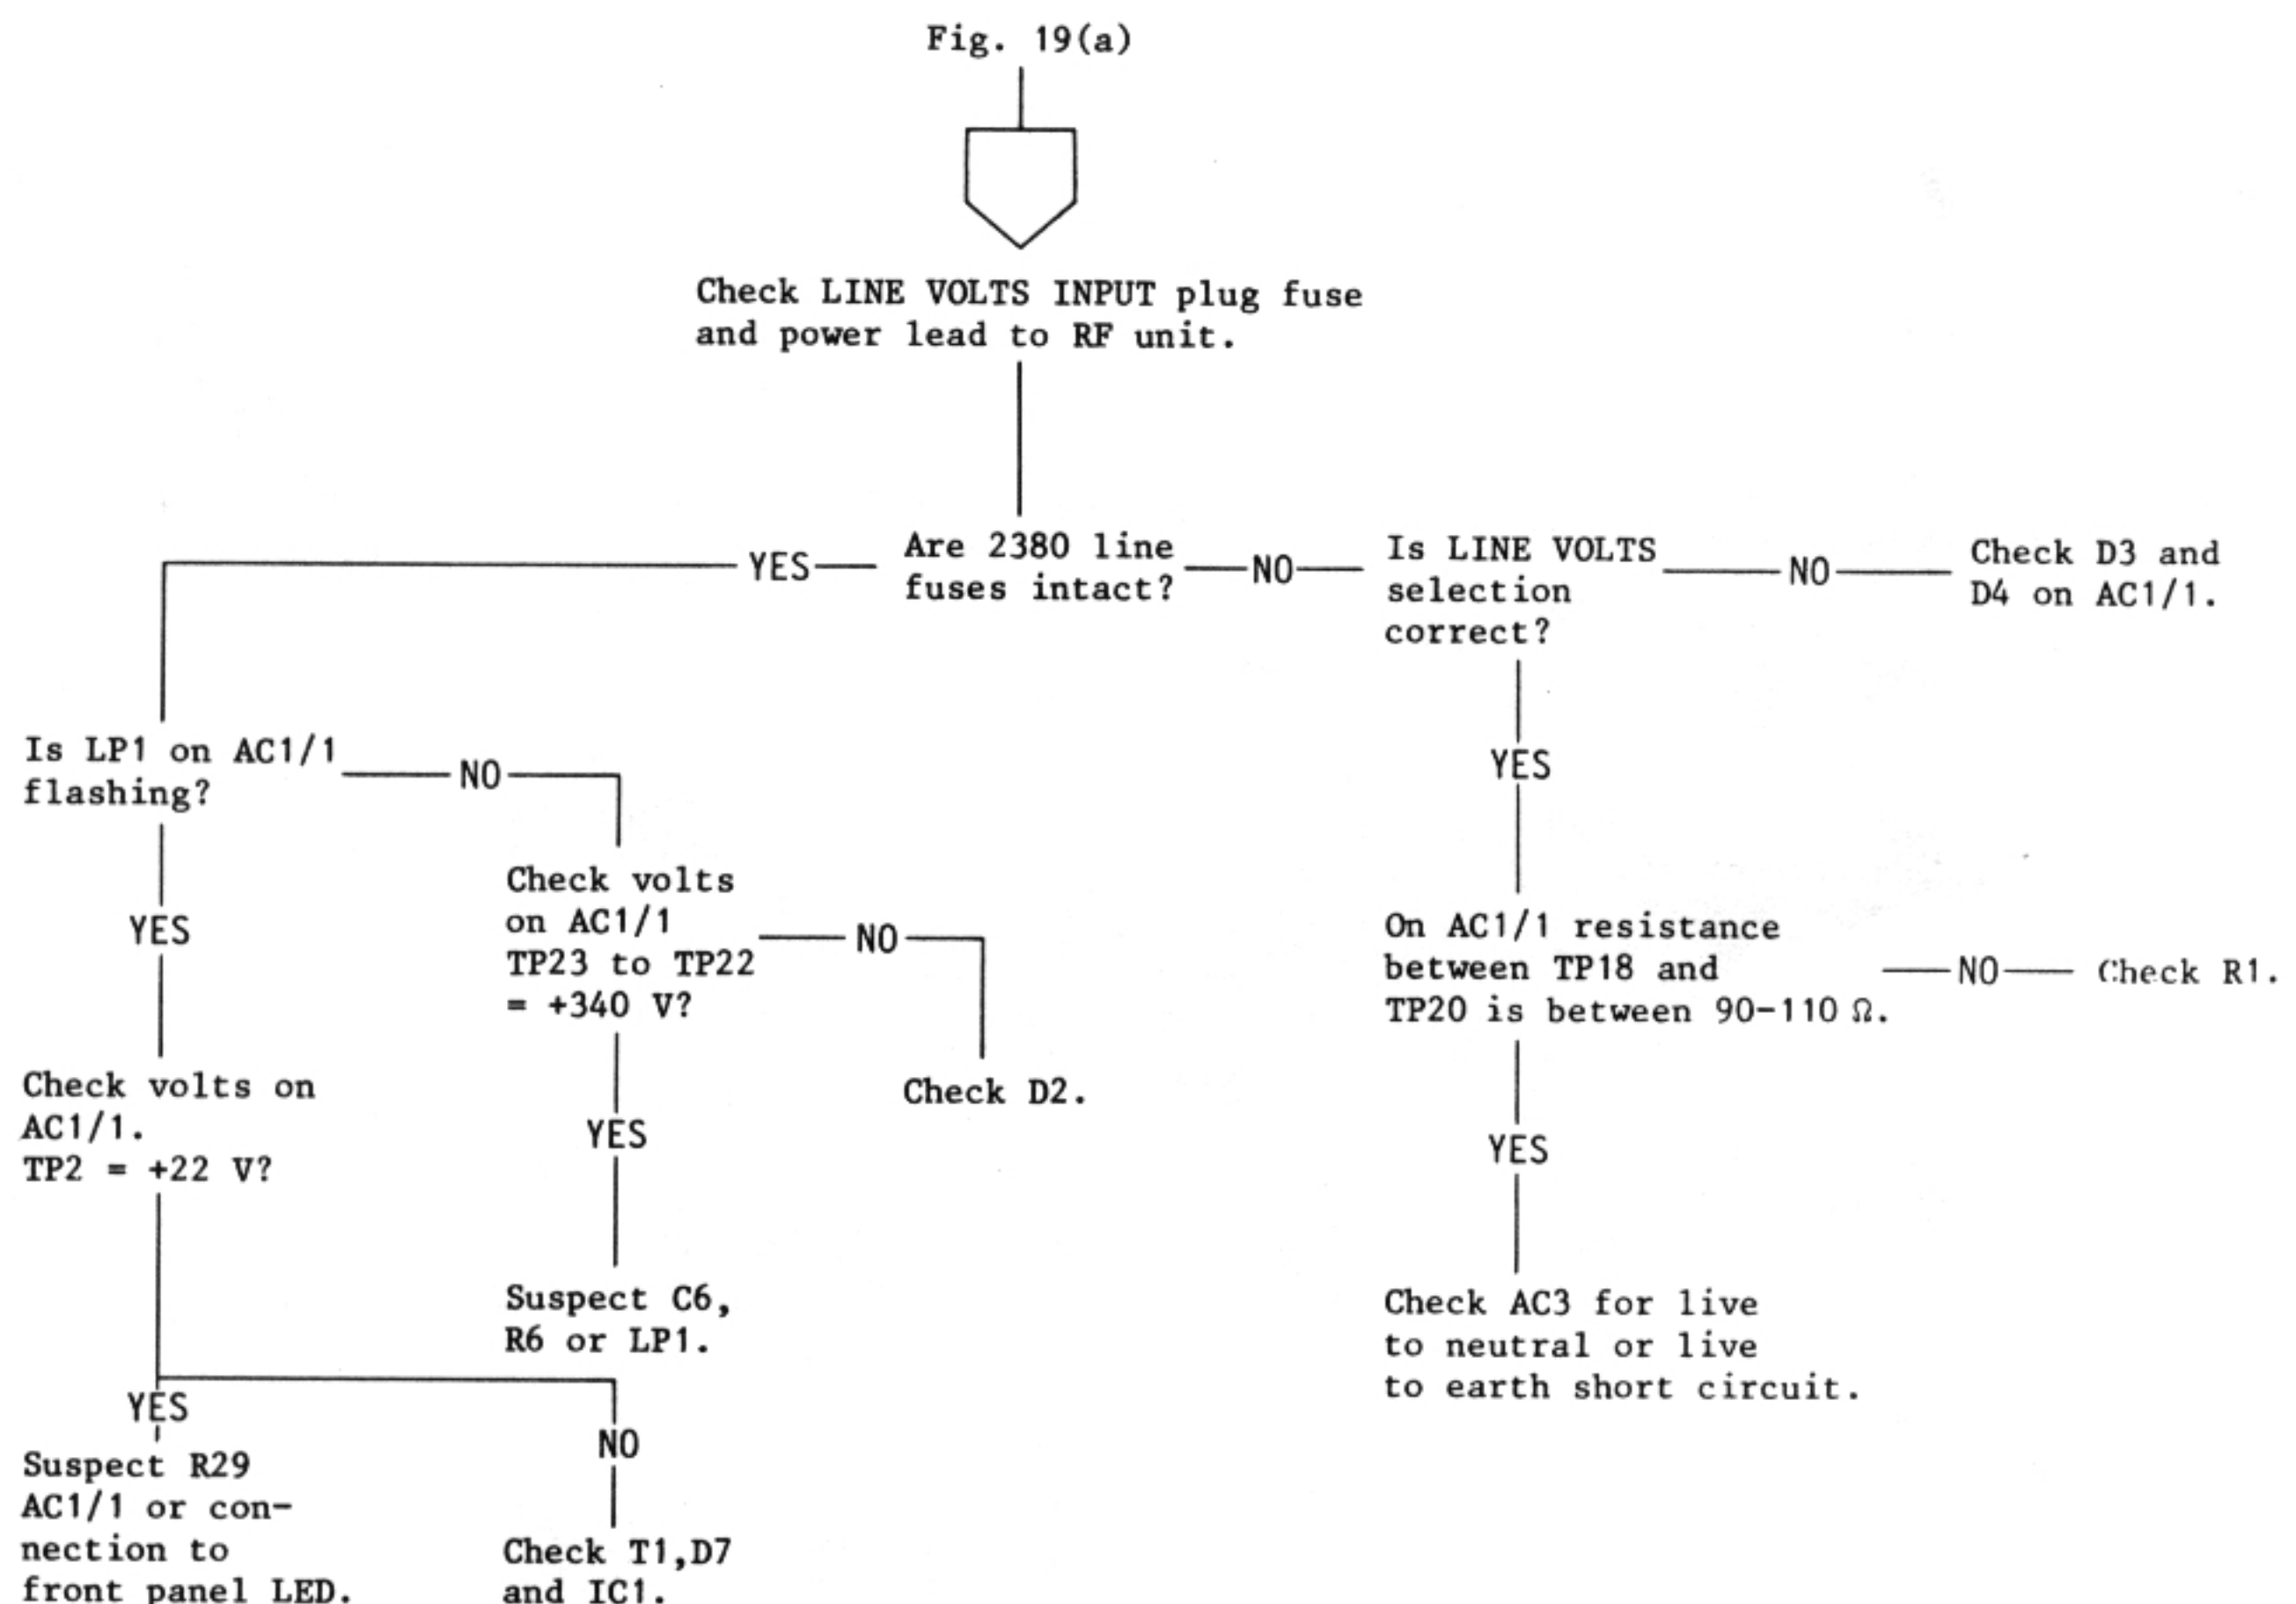 Fig. 19(a)
Check LINE VOLTS INPUT plug fuse
and power lead to RF unit.
YES
Are 2380 line
fuses intact?
NO
Is LINE VOLTS
selection
correct?
NO
Check D3 and
D4 on AC1/1.
Is LP1 on AC1/1
flashing?
NO
YES
Check volts
on AC1/1
TP23 to TP22
= +340 V?
NO
YES
On AC1/1 resistance
between TP18 and
TP20 is between 90-110 Ω.
NO
Check R1.
Check volts on
AC1/1.
TP2 = +22 V?
Check D2.
YES
YES
Suspect C6,
R6 or LP1.
Check AC3 for live
to neutral or live
to earth short circuit.
YES
NO
Suspect R29
AC1/1 or con-
nection to
front panel LED.
Check T1,D7
and IC1.